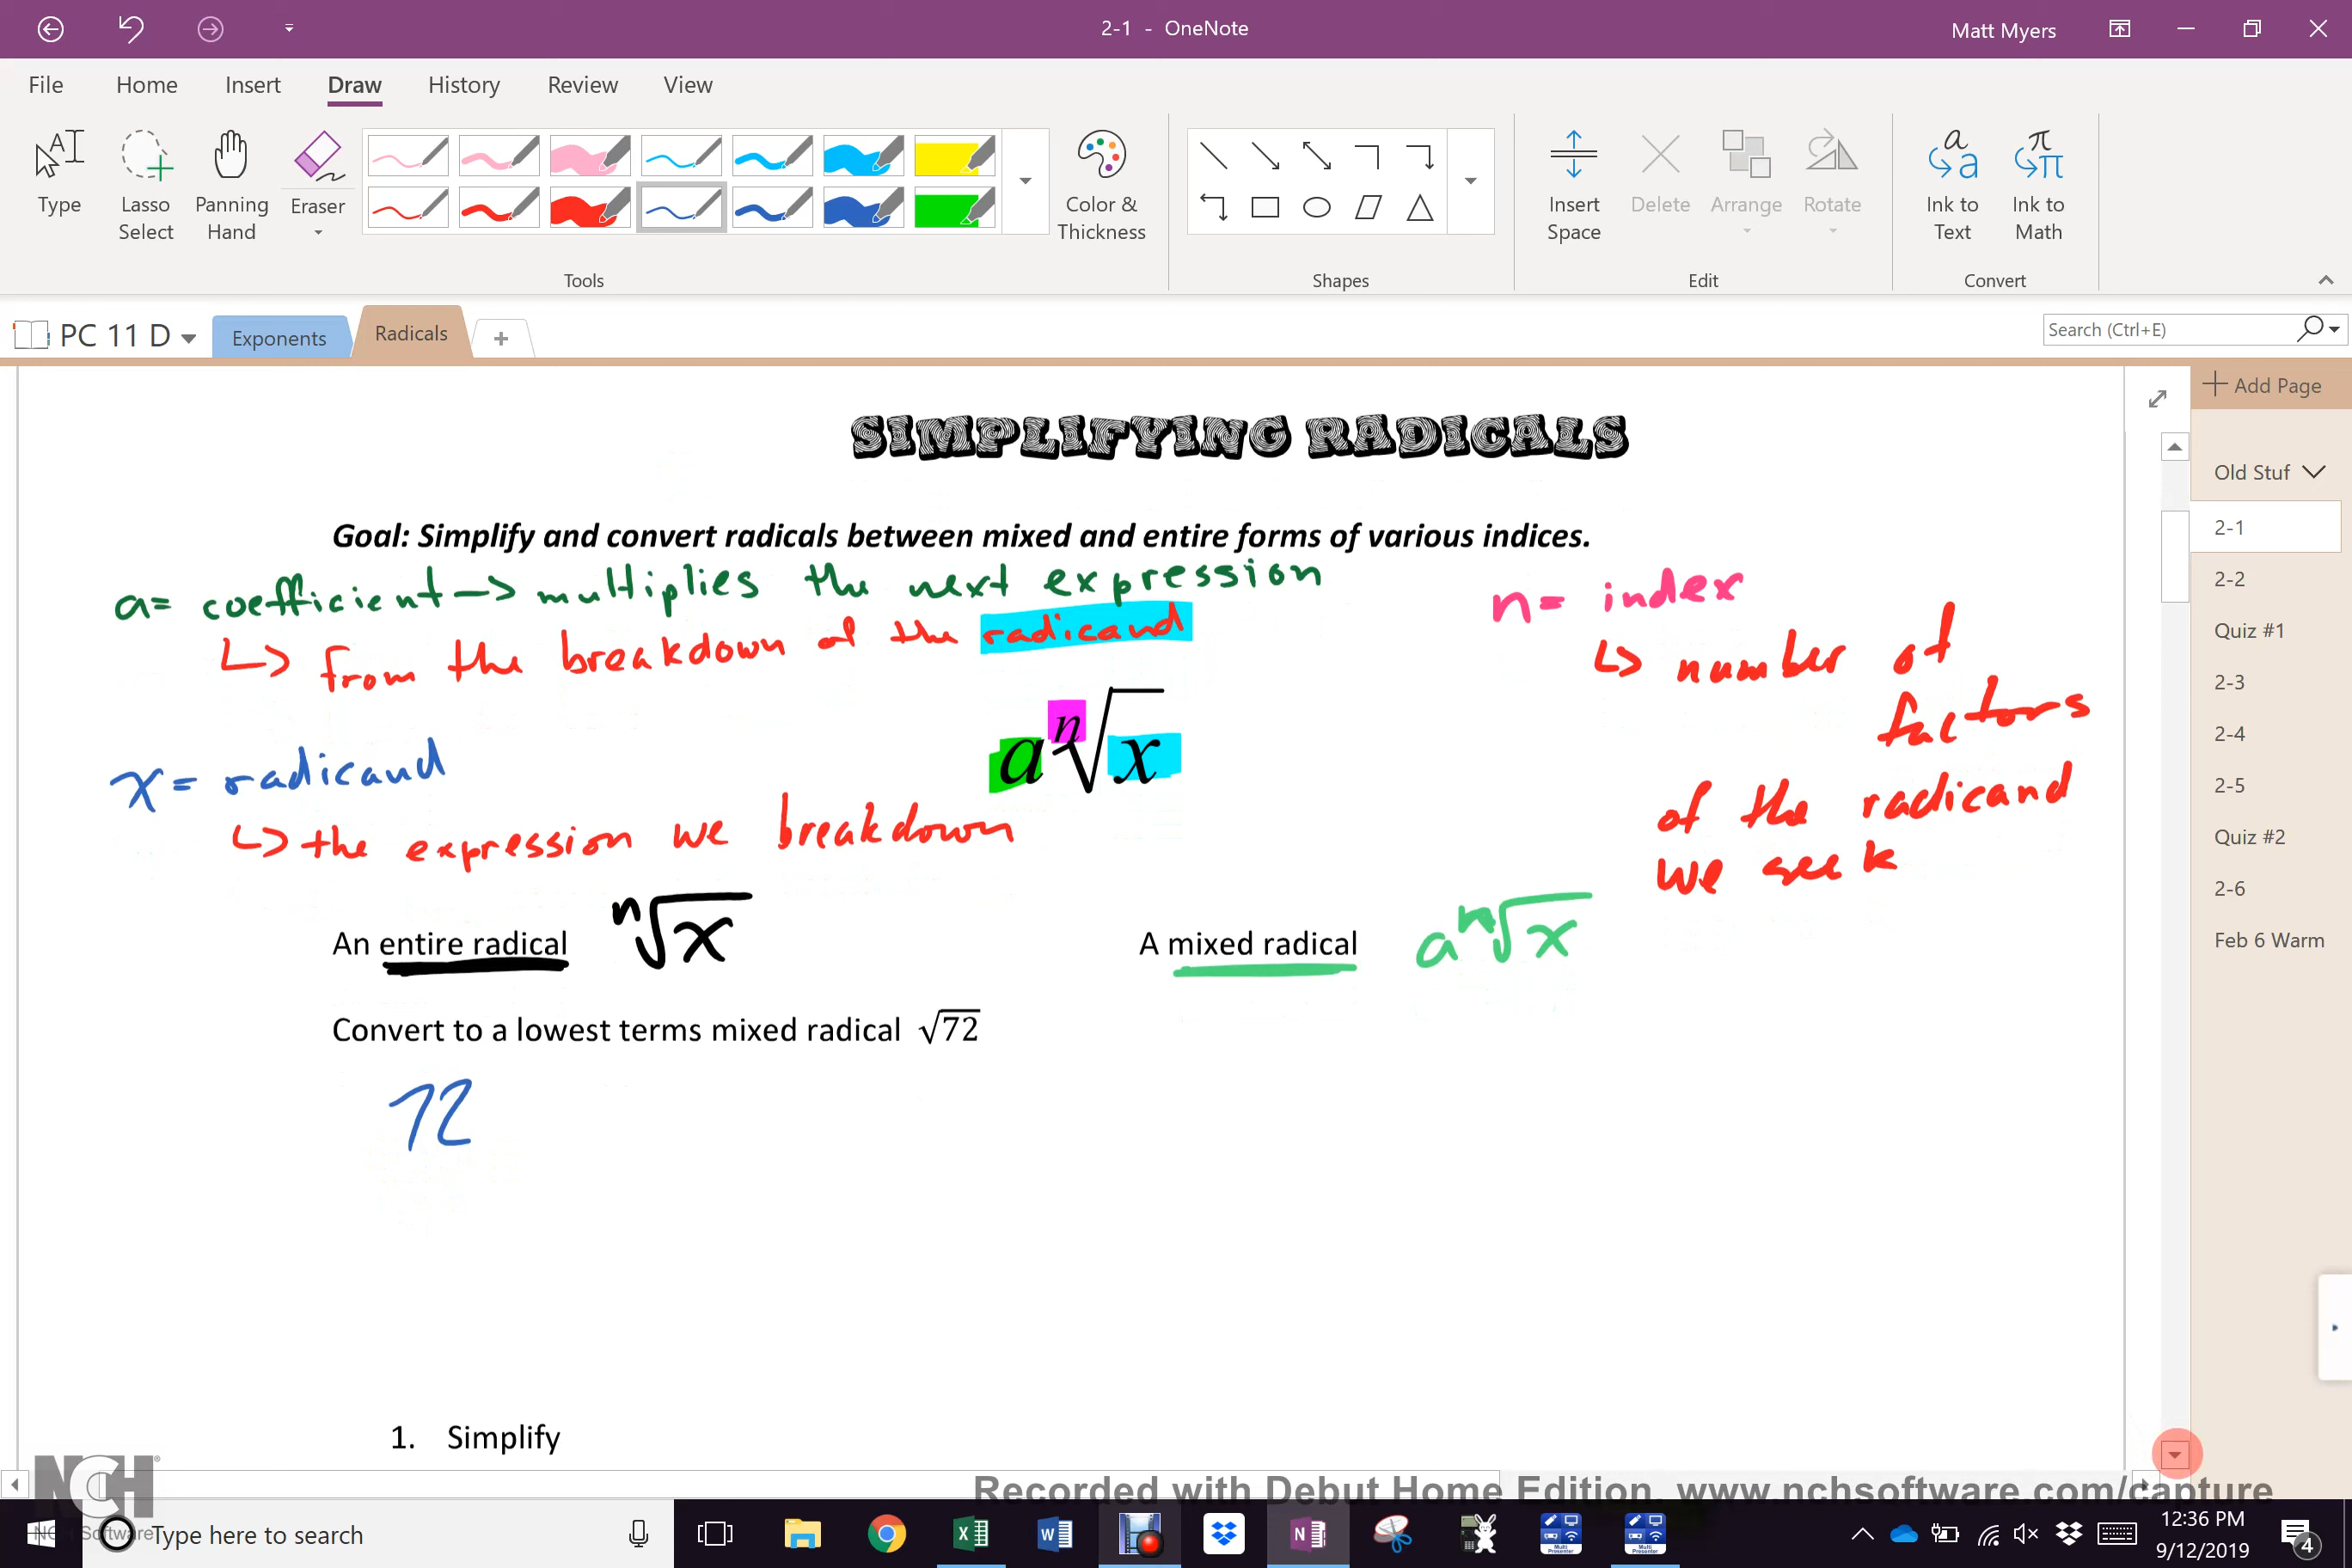 2-1 - OneNote
Matt Myers
File Home Insert Draw History Review View
Type
Lasso Select
Panning Hand
Eraser
Color & Thickness
Insert Space
Delete
Arrange
Rotate
Ink to Text
Ink to Math
Tools
Shapes
Edit
Convert
PC 11 D
Exponents
Radicals
Search (Ctrl+E)
Add Page
Old Stuf
2-1
2-2
Quiz #1
2-3
2-4
2-5
Quiz #2
2-6
Feb 6 Warm
SIMPLIFYING RADICALS
Goal: Simplify and convert radicals between mixed and entire forms of various indices.
a= coefficient → multiplies the next expression
↳ from the breakdown of the radicand
n= index
↳ number of
factors
of the radicand
we seek
a ⁿ√x
x = radicand
↳ the expression we breakdown
An entire radical ⁿ√x
A mixed radical a ⁿ√x
Convert to a lowest terms mixed radical √72
72
1. Simplify
NCH
NCH Software
Recorded with Debut Home Edition. www.nchsoftware.com/capture
Type here to search
12:36 PM
9/12/2019
4